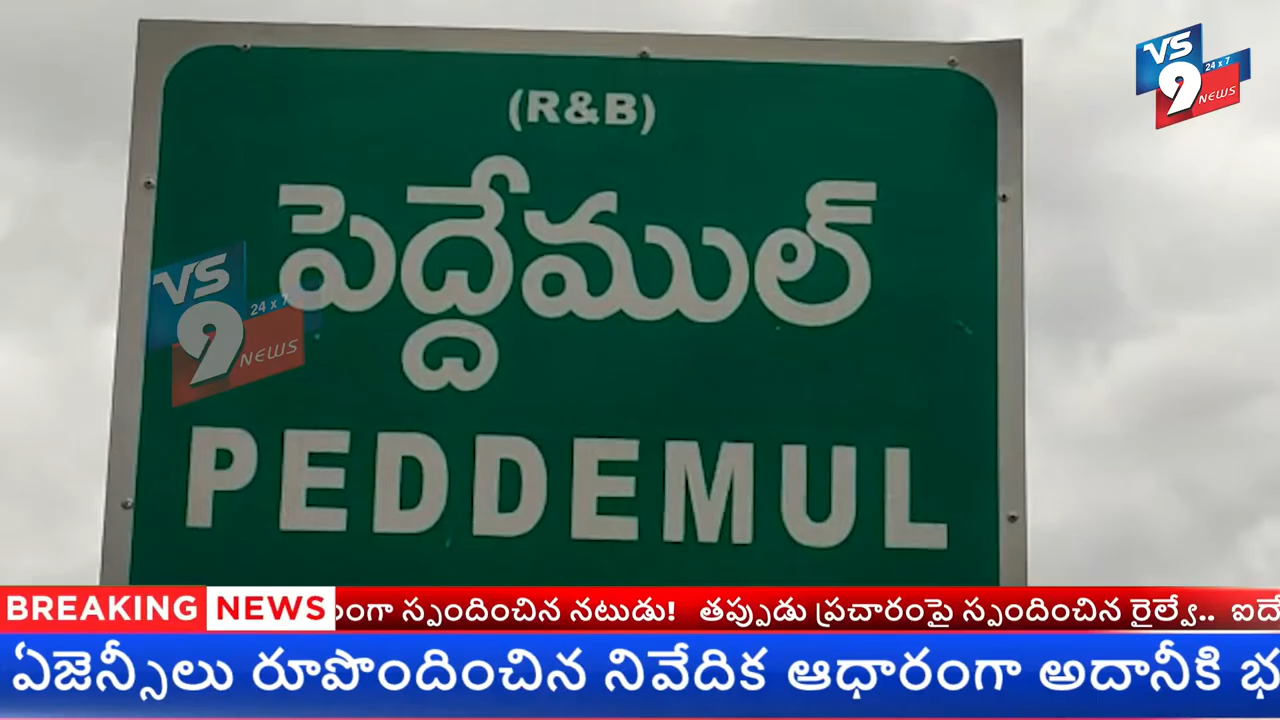 (R&B)
పెద్దేముల్
PEDDEMUL
VS
24 x 7
9
NEWS
VS
24 x 7
9
NEWS
BREAKING NEWS
స్పందించిన నటుడు! తప్పుడు ప్రచారంపై స్పందించిన రైల్వే..
ఏజెన్సీలు రూపొందించిన నివేదిక ఆధారంగా అదానీకి